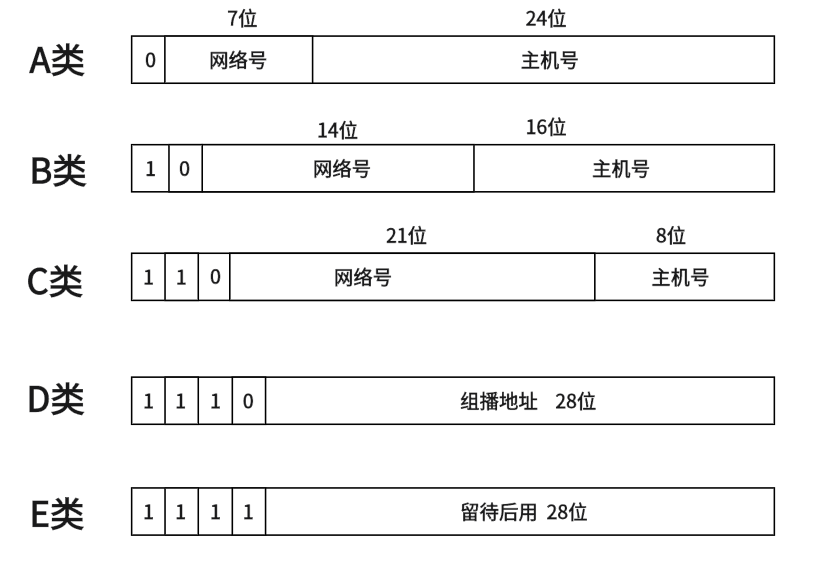 7位 24位
A类 0 网络号 主机号
14位 16位
B类 1 0 网络号 主机号
21位 8位
C类 1 1 0 网络号 主机号
D类 1 1 1 0 组播地址 28位
E类 1 1 1 1 留待后用 28位